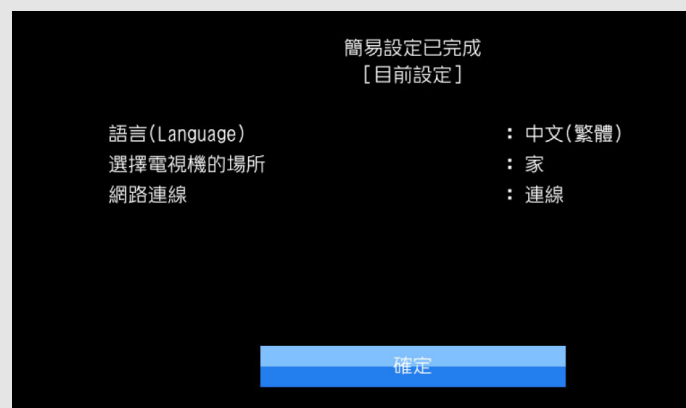 簡易設定已完成
[目前設定]
語言(Language) : 中文(繁體)
選擇電視機的場所 : 家
網路連線 : 連線
確定